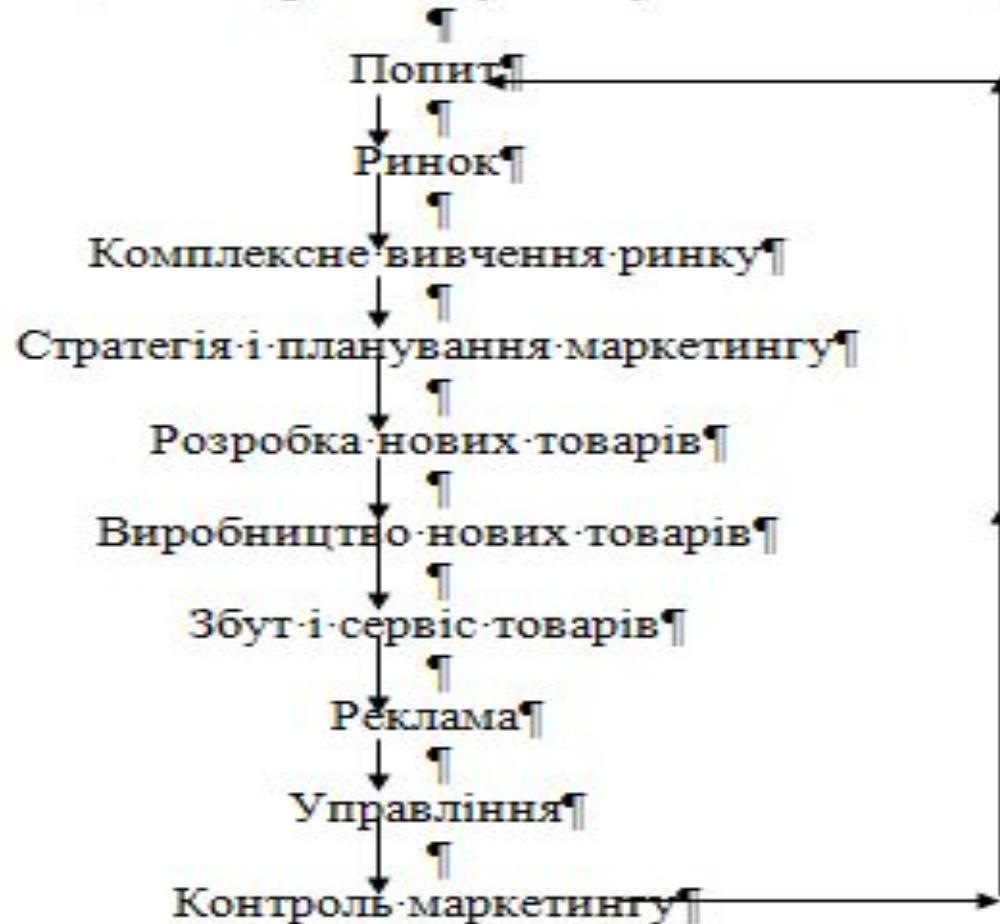 Попит
Ринок
Комплексне вивчення ринку
Стратегія і планування маркетингу
Розробка нових товарів
Виробництво нових товарів
Збут і сервіс товарів
Реклама
Управління
Контроль маркетингу